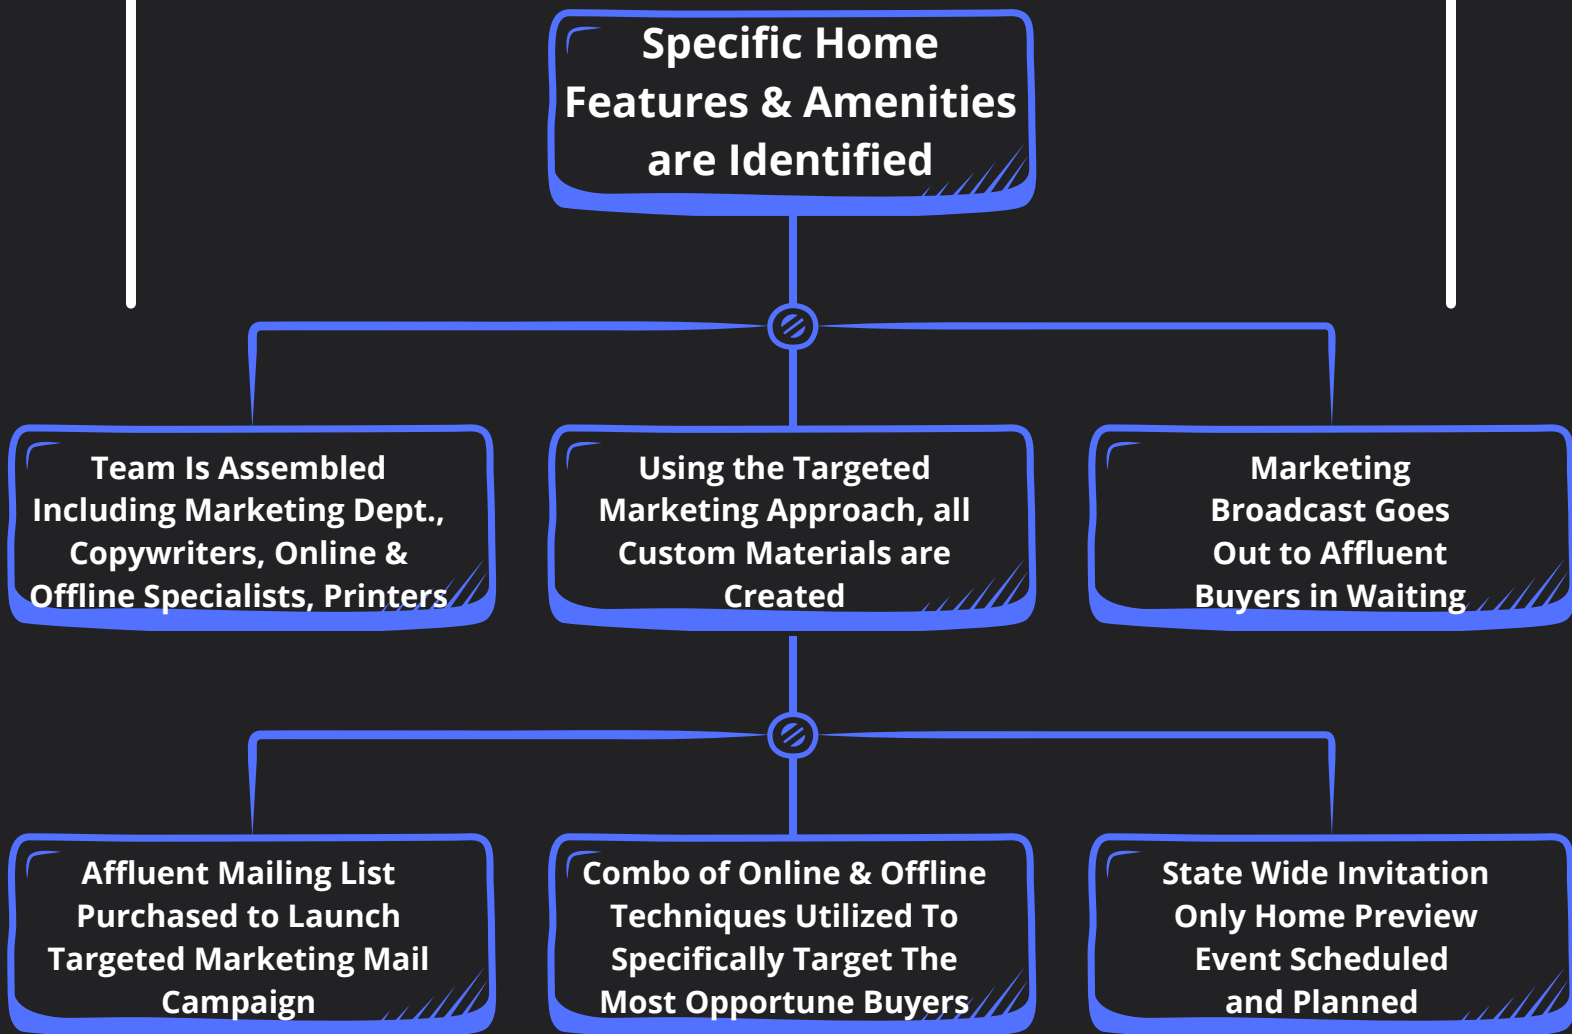 Specific Home
Features & Amenities
are Identified
Team Is Assembled
Including Marketing Dept.,
Copywriters, Online &
Offline Specialists, Printers
Using the Targeted
Marketing Approach, all
Custom Materials are
Created
Marketing
Broadcast Goes
Out to Affluent
Buyers in Waiting
Affluent Mailing List
Purchased to Launch
Targeted Marketing Mail
Campaign
Combo of Online & Offline
Techniques Utilized To
Specifically Target The
Most Opportune Buyers
State Wide Invitation
Only Home Preview
Event Scheduled
and Planned